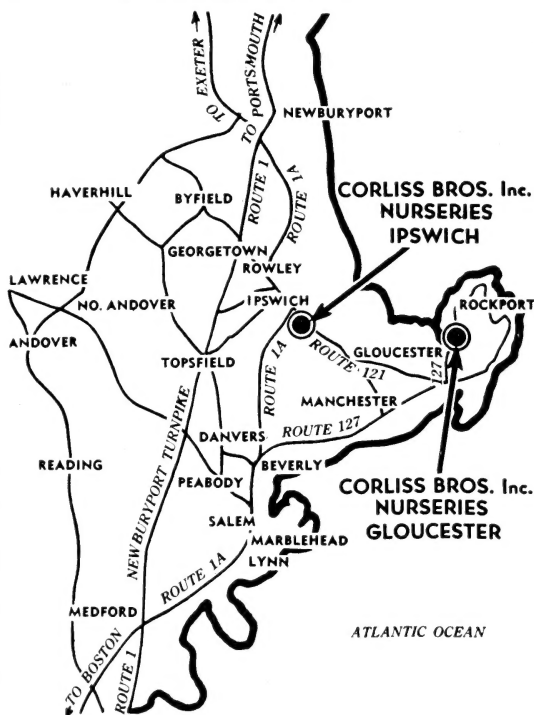 TO EXETER
TO PORTSMOUTH
NEWBURYPORT
ROUTE 1
ROUTE 1A
HAVERHILL
BYFIELD
CORLISS BROS. Inc.
NURSERIES
IPSWICH
GEORGETOWN
ROWLEY
LAWRENCE
NO. ANDOVER
IPSWICH
ROCKPORT
ANDOVER
TOPSFIELD
ROUTE 1A
ROUTE 121
GLOUCESTER
127
MANCHESTER
NEWBURYPORT TURNPIKE
DANVERS
ROUTE 127
READING
BEVERLY
PEABODY
CORLISS BROS. Inc.
NURSERIES
GLOUCESTER
SALEM
MARBLEHEAD
LYNN
ROUTE 1A
MEDFORD
ATLANTIC OCEAN
TO BOSTON
ROUTE 1